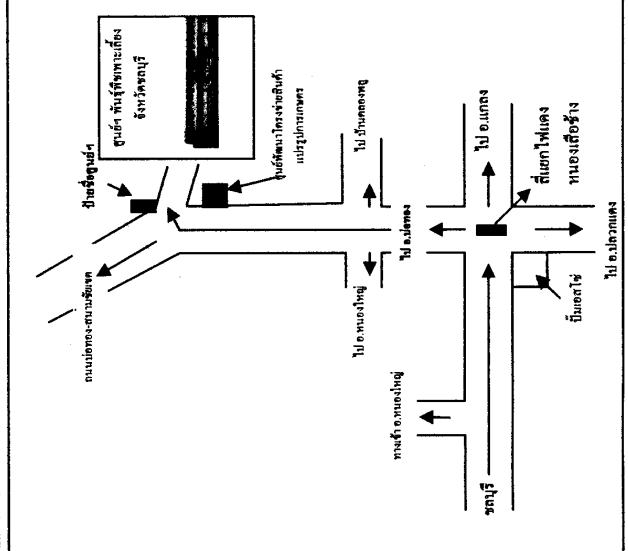 ศูนย์ฯ พันธุ์พืชเพาะเลี้ยง
จังหวัดชลบุรี
ป้ายชื่อศูนย์ฯ
ศูนย์พัฒนาโครงข่ายสินค้า
แปรรูปการเกษตร
ถนนบ่อทอง-สนามชัยเขต
ไป บ้านคลองพลู
ไป อ.หนองใหญ่
ไป อ.บ่อทอง
ไป อ.แกลง
สี่แยกไฟแดง
หนองเสือช้าง
ไป อ.ปลวกแดง
ปั๊มเอสโซ่
ทางเข้า อ.หนองใหญ่
ชลบุรี